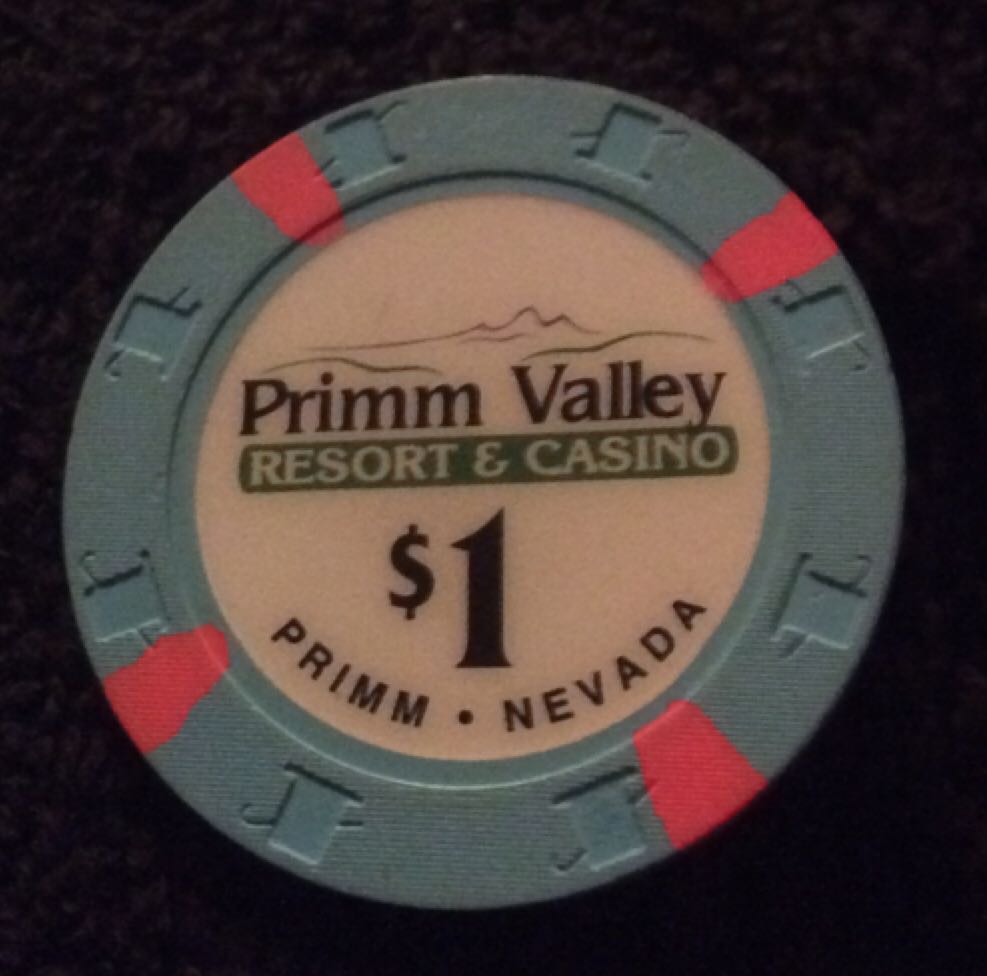 Primm Valley
RESORT & CASINO
$1
PRIMM • NEVADA